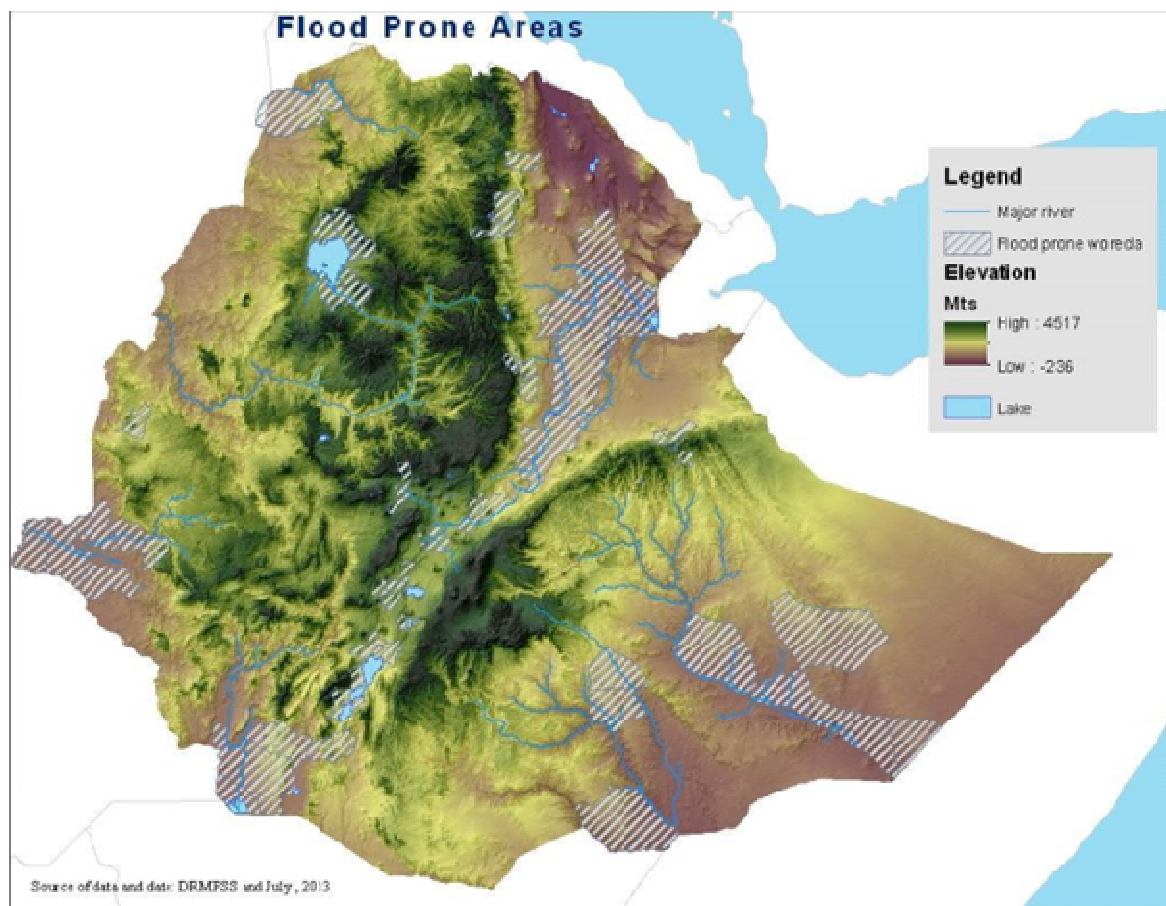 Flood Prone Areas
Legend
Major river
Flood prone woreda
Elevation
Mts
High : 4517
Low : -236
Lake
Source of data and date: DRMFSS and July, 2013